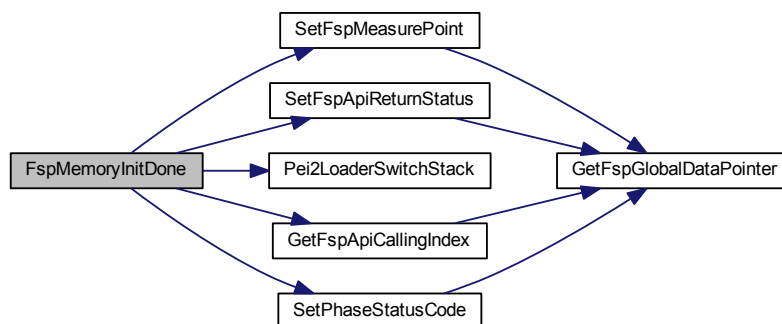 SetFspMeasurePoint
SetFspApiReturnStatus
FspMemoryInitDone
Pei2LoaderSwitchStack
GetFspGlobalDataPointer
GetFspApiCallingIndex
SetPhaseStatusCode